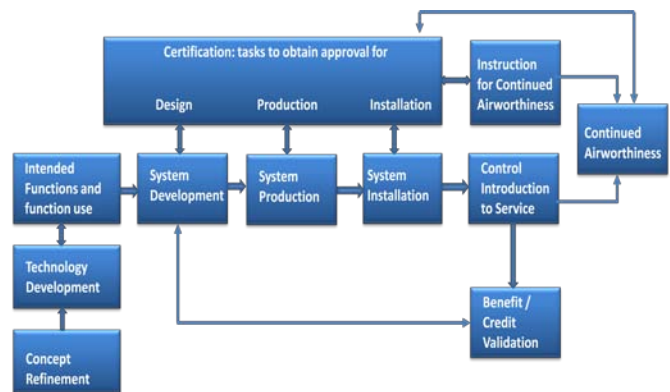 Certification: tasks to obtain approval for
Design
Production
Installation
Instruction
for Continued
Airworthiness
Continued
Airworthiness
Intended
Functions and
function use
System
Development
System
Production
System
Installation
Control
Introduction
to Service
Technology
Development
Benefit /
Credit
Validation
Concept
Refinement